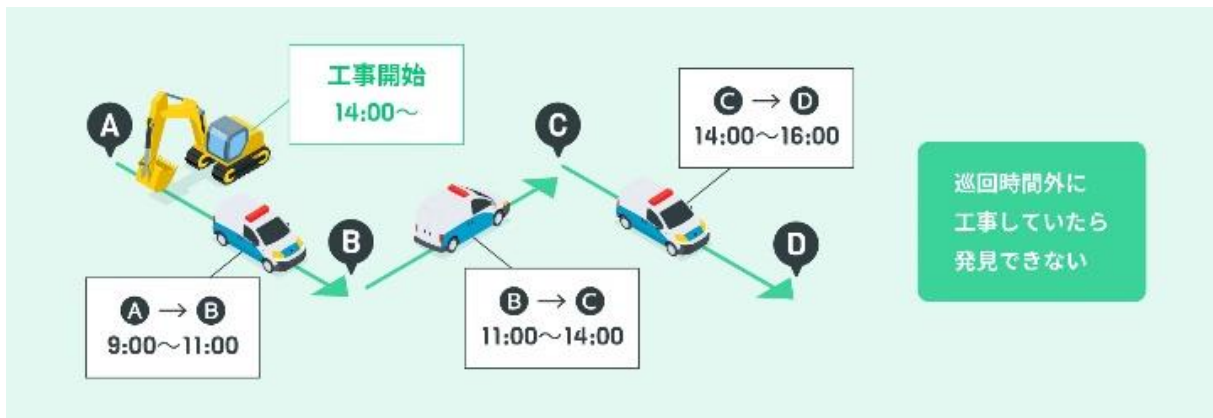 工事開始
14:00～
A
B
C
D
A → B
9:00～11:00
B → C
11:00～14:00
C → D
14:00～16:00
巡回時間外に
工事していたら
発見できない